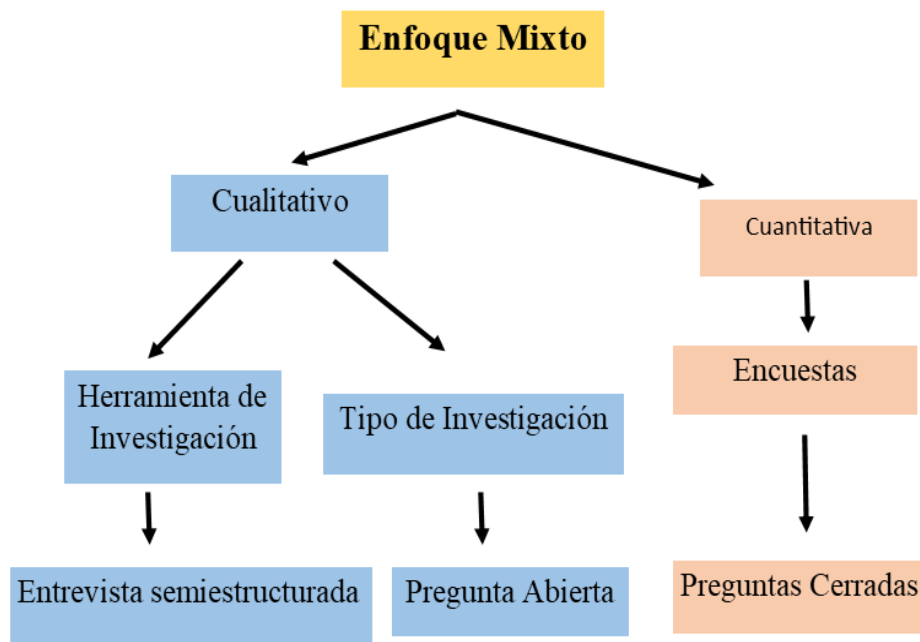 Enfoque Mixto
Cualitativo
Cuantitativa
Herramienta de
Investigación
Tipo de Investigación
Encuestas
Entrevista semiestructurada
Pregunta Abierta
Preguntas Cerradas